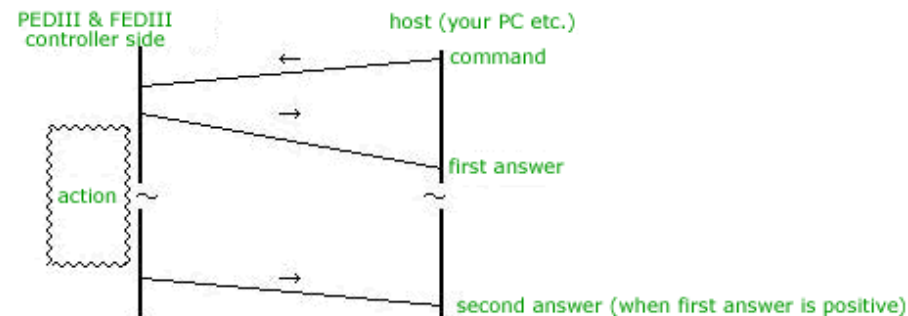 PEDIII & FEDIII
controller side
host (your PC etc.)
command
first answer
action
second answer (when first answer is positive)